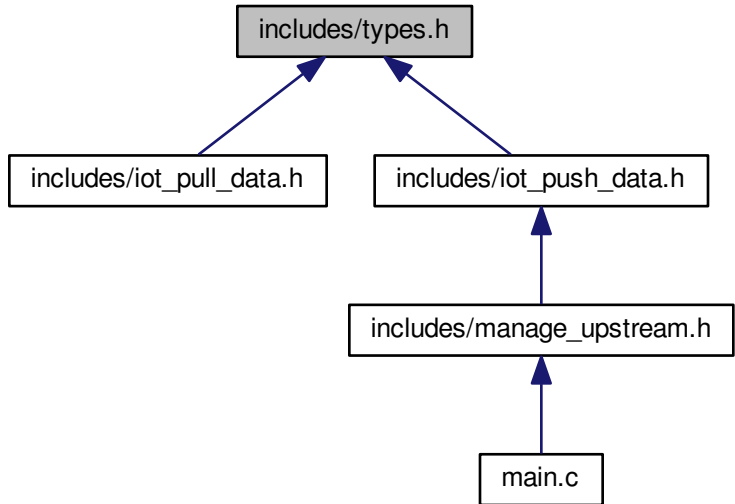 includes/types.h
includes/iot_pull_data.h
includes/iot_push_data.h
includes/manage_upstream.h
main.c